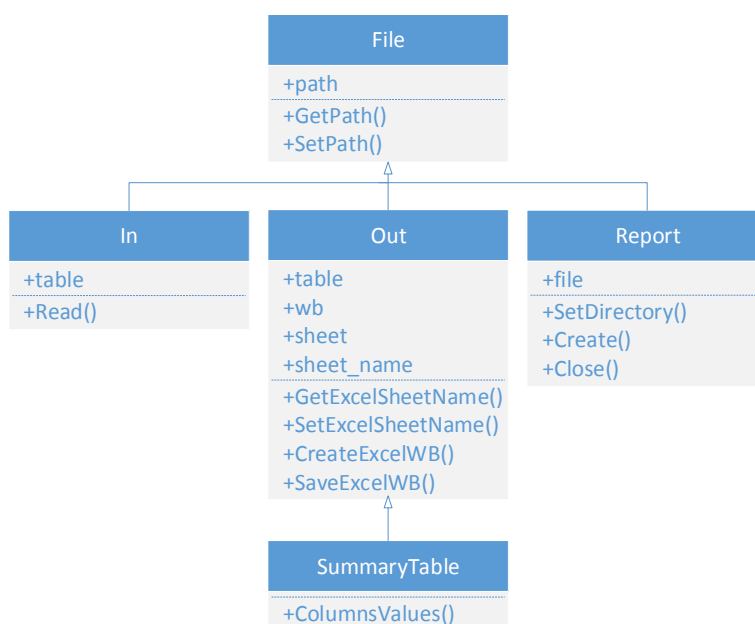 File
+path
+GetPath()
+SetPath()
In
+table
+Read()
Out
+table
+wb
+sheet
+sheet_name
+GetExcelSheetName()
+SetExcelSheetName()
+CreateExcelWB()
+SaveExcelWB()
Report
+file
+SetDirectory()
+Create()
+Close()
SummaryTable
+ColumnsValues()